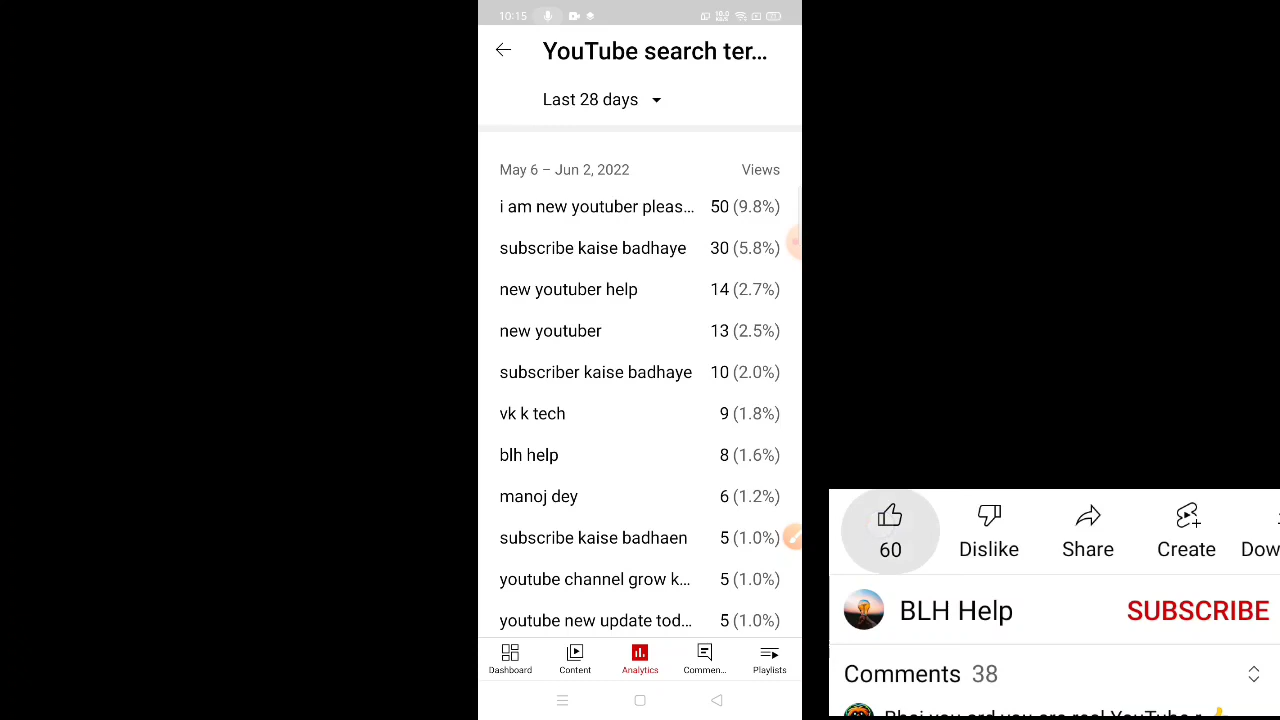 10:15
YouTube search ter...
Last 28 days
May 6 – Jun 2, 2022 Views
i am new youtuber pleas... 50 (9.8%)
subscribe kaise badhaye 30 (5.8%)
new youtuber help 14 (2.7%)
new youtuber 13 (2.5%)
subscriber kaise badhaye 10 (2.0%)
vk k tech 9 (1.8%)
blh help 8 (1.6%)
manoj dey 6 (1.2%)
subscribe kaise badhaen 5 (1.0%)
youtube channel grow k... 5 (1.0%)
youtube new update tod... 5 (1.0%)
Dashboard Content Analytics Commen... Playlists
60 Dislike Share Create Dow
BLH Help SUBSCRIBE
Comments 38